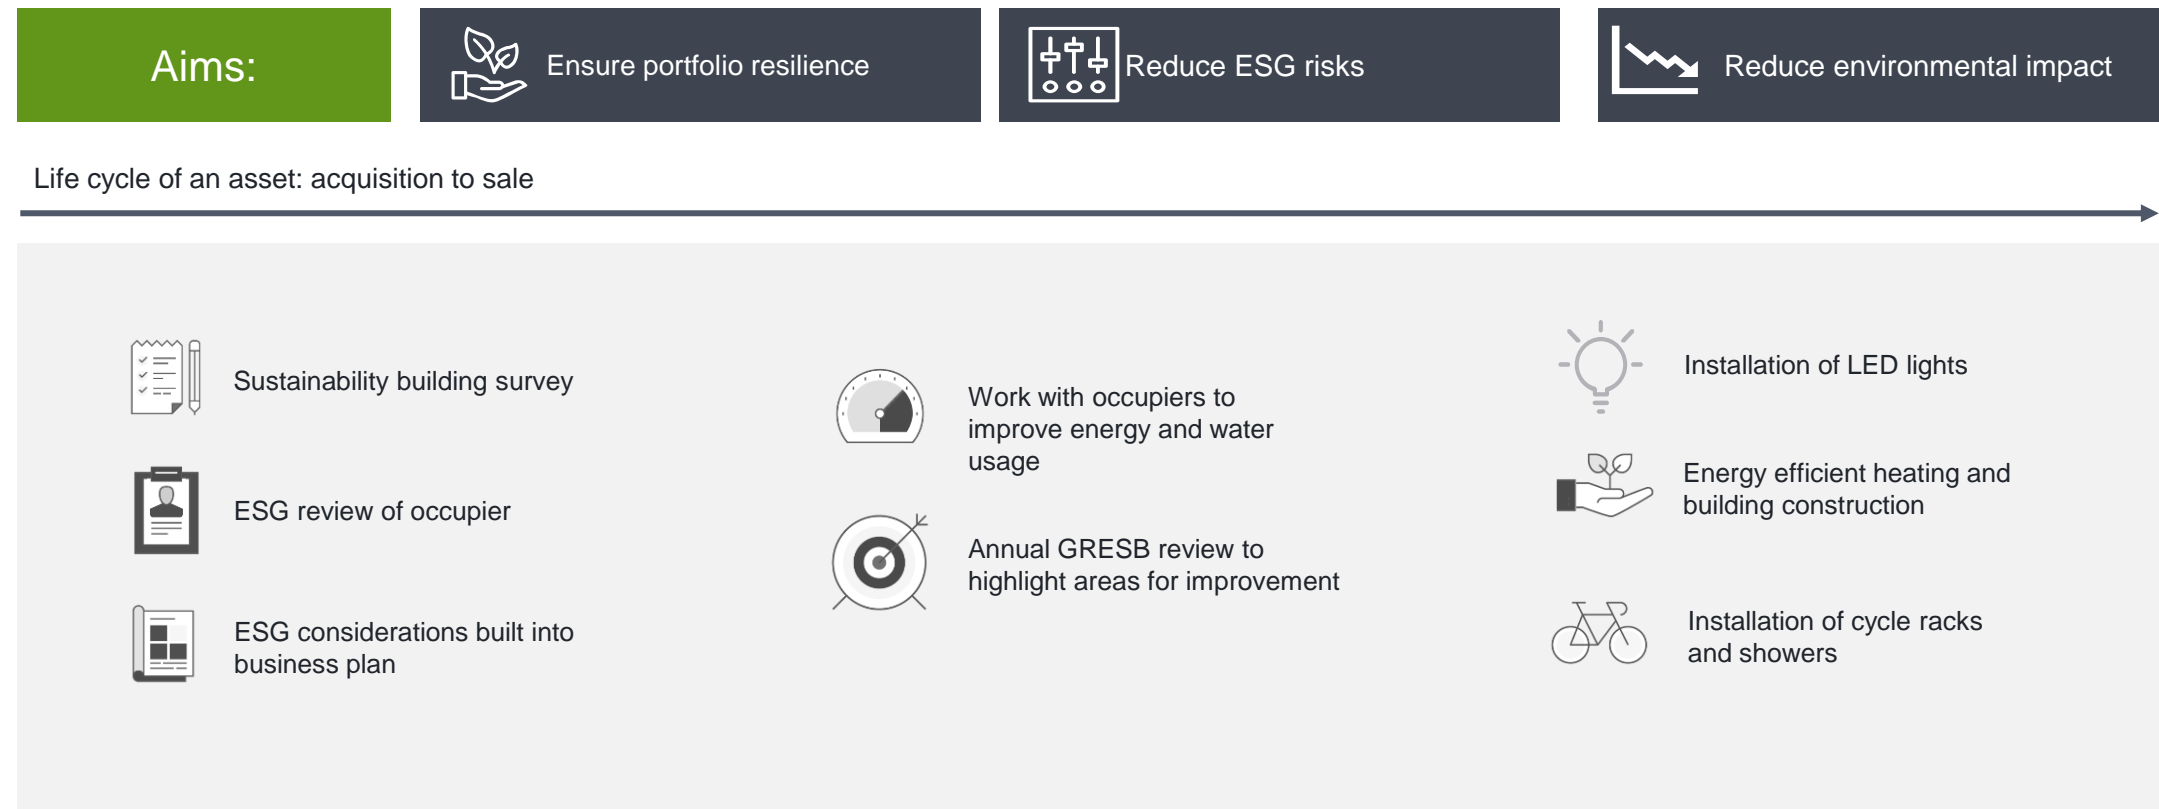 Aims:
Ensure portfolio resilience
Reduce ESG risks
Reduce environmental impact
Life cycle of an asset: acquisition to sale
Sustainability building survey
ESG review of occupier
ESG considerations built into
business plan
Work with occupiers to
improve energy and water
usage
Annual GRESB review to
highlight areas for improvement
Installation of LED lights
Energy efficient heating and
building construction
Installation of cycle racks
and showers